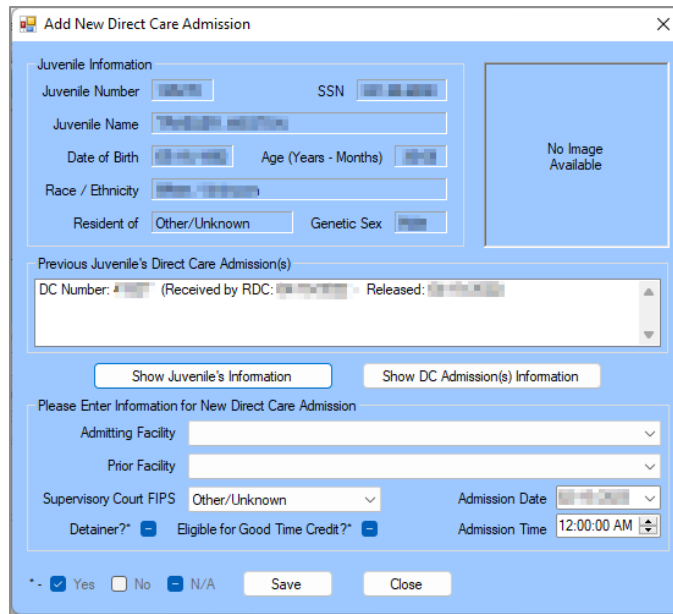 Add New Direct Care Admission
Juvenile Information
Juvenile Number SSN
Juvenile Name
Date of Birth Age (Years - Months)
Race / Ethnicity
Resident of Other/Unknown Genetic Sex
No Image
Available
Previous Juvenile's Direct Care Admission(s)
DC Number: (Received by RDC: - Released:
Show Juvenile's Information Show DC Admission(s) Information
Please Enter Information for New Direct Care Admission
Admitting Facility
Prior Facility
Supervisory Court FIPS Other/Unknown Admission Date
Detainer?* Eligible for Good Time Credit?* Admission Time 12:00:00 AM
* - Yes No N/A Save Close